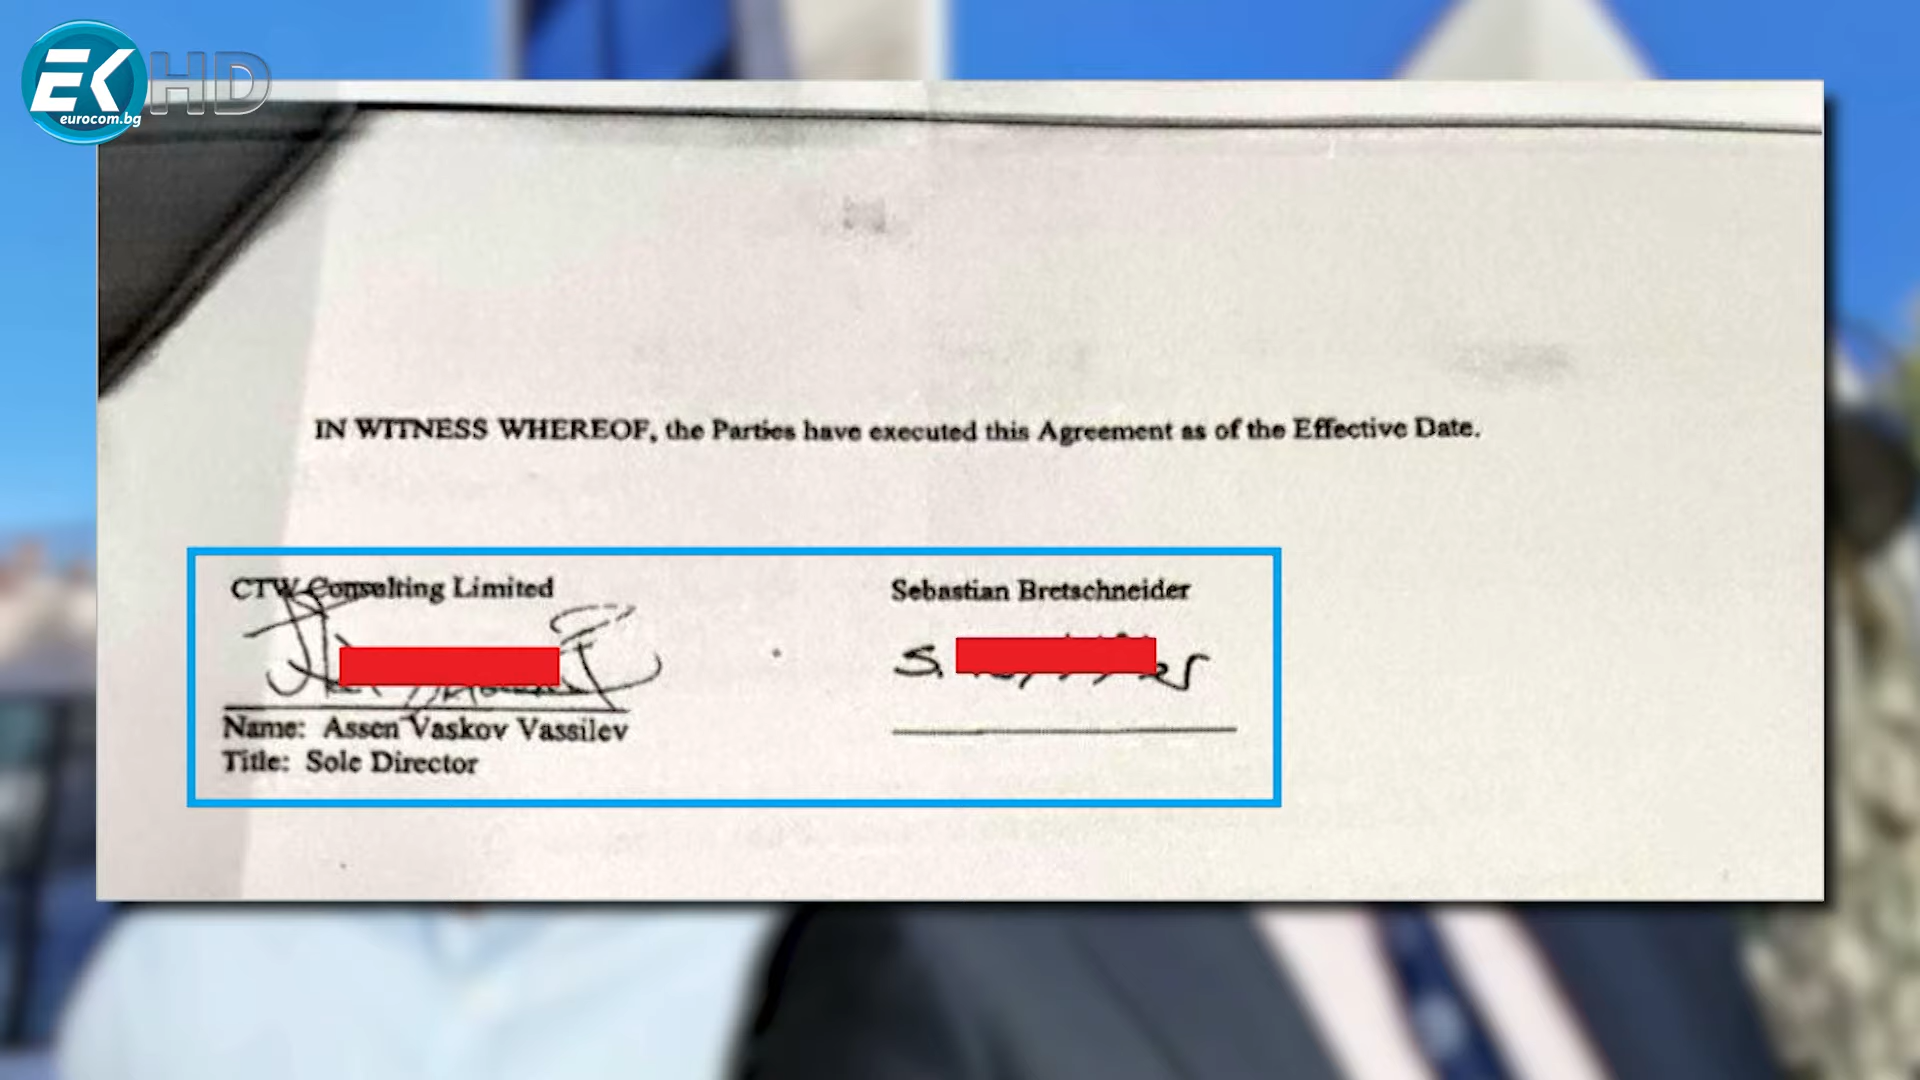 EK HD
eurocom.bg
IN WITNESS WHEREOF, the Parties have executed this Agreement as of the Effective Date.
CTW Consulting Limited
Name: Assen Vaskov Vassilev
Title: Sole Director
Sebastian Bretschneider
S.